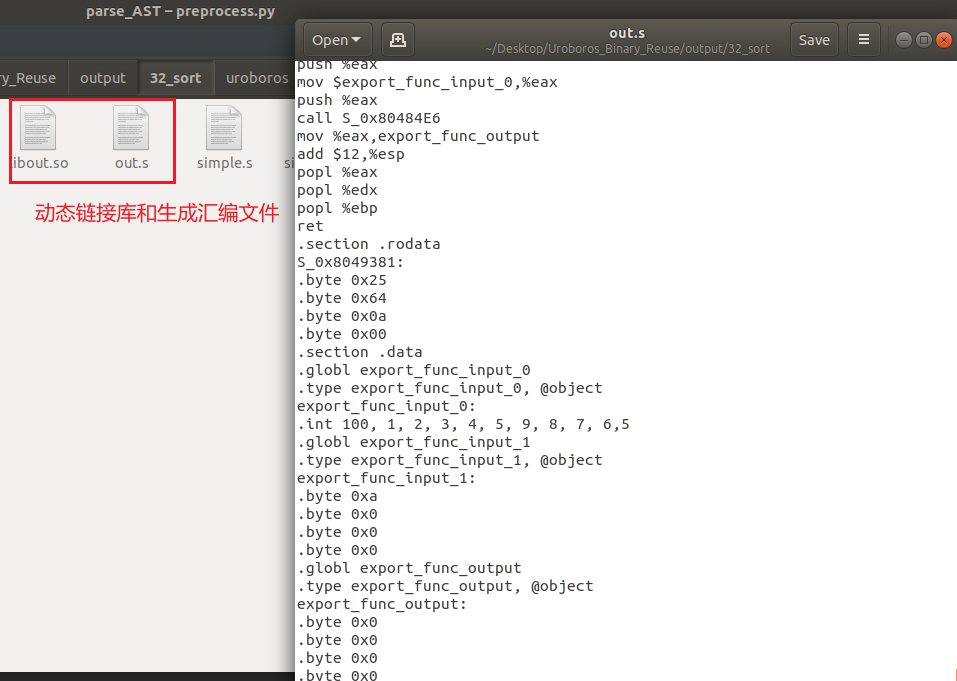 parse_AST – preprocess.py
Open
out.s
~/Desktop/Uroboros_Binary_Reuse/output/32_sort
Save
ry_Reuse
output
32_sort
uroboros
ibout.so
out.s
simple.s
si
动态链接库和生成汇编文件
push %eax
mov $export_func_input_0,%eax
push %eax
call S_0x80484E6
mov %eax,export_func_output
add $12,%esp
popl %eax
popl %edx
popl %ebp
ret
.section .rodata
S_0x8049381:
.byte 0x25
.byte 0x64
.byte 0x0a
.byte 0x00
.section .data
.globl export_func_input_0
.type export_func_input_0, @object
export_func_input_0:
.int 100, 1, 2, 3, 4, 5, 9, 8, 7, 6,5
.globl export_func_input_1
.type export_func_input_1, @object
export_func_input_1:
.byte 0xa
.byte 0x0
.byte 0x0
.byte 0x0
.globl export_func_output
.type export_func_output, @object
export_func_output:
.byte 0x0
.byte 0x0
.byte 0x0
.byte 0x0